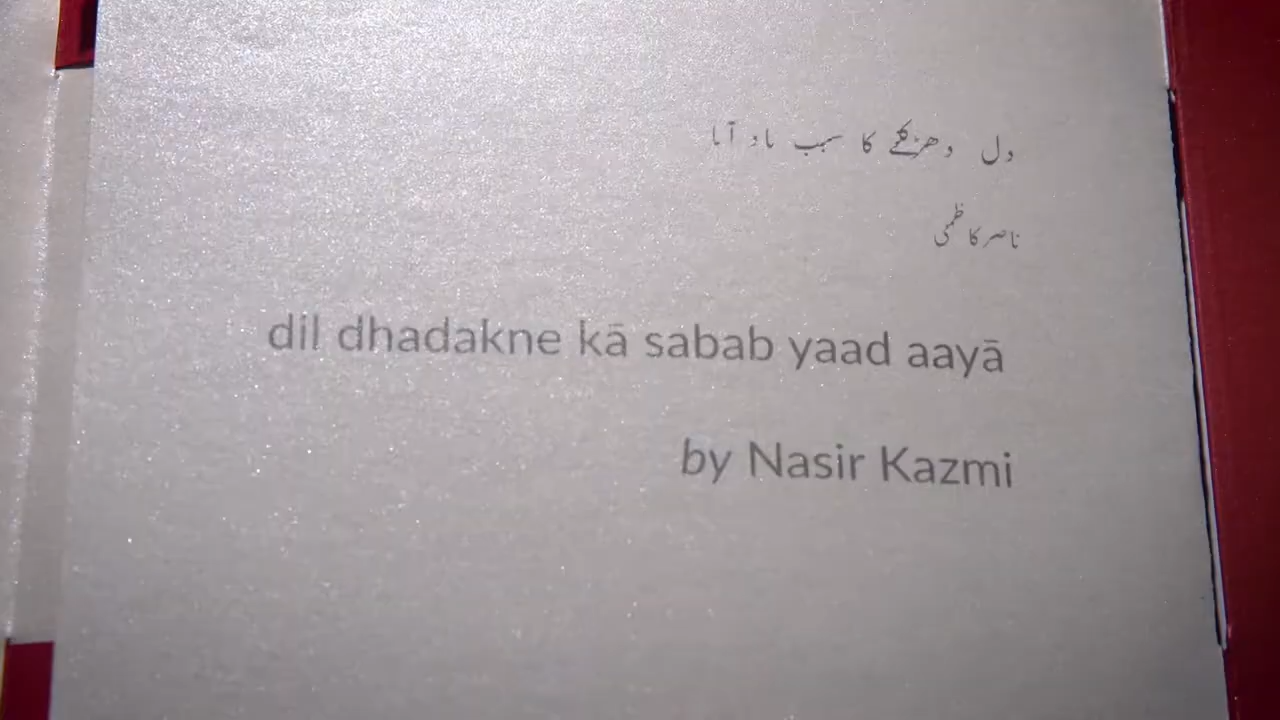 دل دھڑکنے کا سبب یاد آیا
ناصر کاظمی
dil dhadakne kā sabab yaad aayā
by Nasir Kazmi